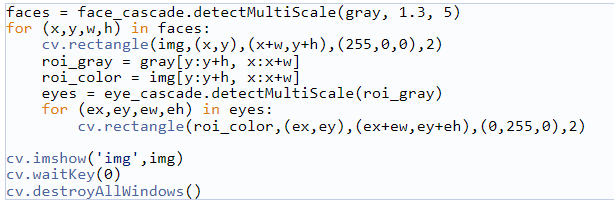 faces = face_cascade.detectMultiScale(gray, 1.3, 5)
for (x,y,w,h) in faces:
    cv.rectangle(img,(x,y),(x+w,y+h),(255,0,0),2)
    roi_gray = gray[y:y+h, x:x+w]
    roi_color = img[y:y+h, x:x+w]
    eyes = eye_cascade.detectMultiScale(roi_gray)
    for (ex,ey,ew,eh) in eyes:
        cv.rectangle(roi_color,(ex,ey),(ex+ew,ey+eh),(0,255,0),2)

cv.imshow('img',img)
cv.waitKey(0)
cv.destroyAllWindows()